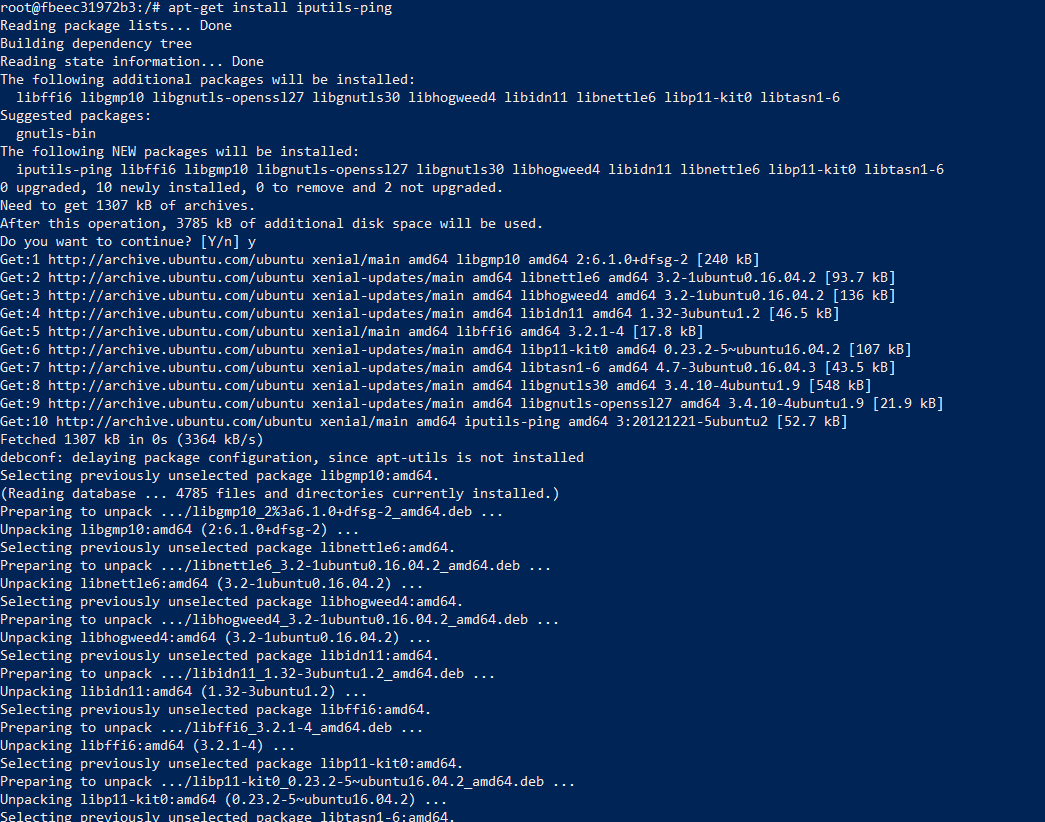 root@fbeec31972b3:/# apt-get install iputils-ping
Reading package lists... Done
Building dependency tree
Reading state information... Done
The following additional packages will be installed:
  libffi6 libgmp10 libgnutls-openssl27 libgnutls30 libhogweed4 libidn11 libnettle6 libp11-kit0 libtasn1-6
Suggested packages:
  gnutls-bin
The following NEW packages will be installed:
  iputils-ping libffi6 libgmp10 libgnutls-openssl27 libgnutls30 libhogweed4 libidn11 libnettle6 libp11-kit0 libtasn1-6
0 upgraded, 10 newly installed, 0 to remove and 2 not upgraded.
Need to get 1307 kB of archives.
After this operation, 3785 kB of additional disk space will be used.
Do you want to continue? [Y/n] y
Get:1 http://archive.ubuntu.com/ubuntu xenial/main amd64 libgmp10 amd64 2:6.1.0+dfsg-2 [240 kB]
Get:2 http://archive.ubuntu.com/ubuntu xenial-updates/main amd64 libnettle6 amd64 3.2-1ubuntu0.16.04.2 [93.7 kB]
Get:3 http://archive.ubuntu.com/ubuntu xenial-updates/main amd64 libhogweed4 amd64 3.2-1ubuntu0.16.04.2 [136 kB]
Get:4 http://archive.ubuntu.com/ubuntu xenial-updates/main amd64 libidn11 amd64 1.32-3ubuntu1.2 [46.5 kB]
Get:5 http://archive.ubuntu.com/ubuntu xenial/main amd64 libffi6 amd64 3.2.1-4 [17.8 kB]
Get:6 http://archive.ubuntu.com/ubuntu xenial-updates/main amd64 libp11-kit0 amd64 0.23.2-5~ubuntu16.04.2 [107 kB]
Get:7 http://archive.ubuntu.com/ubuntu xenial-updates/main amd64 libtasn1-6 amd64 4.7-3ubuntu0.16.04.3 [43.5 kB]
Get:8 http://archive.ubuntu.com/ubuntu xenial-updates/main amd64 libgnutls30 amd64 3.4.10-4ubuntu1.9 [548 kB]
Get:9 http://archive.ubuntu.com/ubuntu xenial-updates/main amd64 libgnutls-openssl27 amd64 3.4.10-4ubuntu1.9 [21.9 kB]
Get:10 http://archive.ubuntu.com/ubuntu xenial/main amd64 iputils-ping amd64 3:20121221-5ubuntu2 [52.7 kB]
Fetched 1307 kB in 0s (3364 kB/s)
debconf: delaying package configuration, since apt-utils is not installed
Selecting previously unselected package libgmp10:amd64.
(Reading database ... 4785 files and directories currently installed.)
Preparing to unpack .../libgmp10_2%3a6.1.0+dfsg-2_amd64.deb ...
Unpacking libgmp10:amd64 (2:6.1.0+dfsg-2) ...
Selecting previously unselected package libnettle6:amd64.
Preparing to unpack .../libnettle6_3.2-1ubuntu0.16.04.2_amd64.deb ...
Unpacking libnettle6:amd64 (3.2-1ubuntu0.16.04.2) ...
Selecting previously unselected package libhogweed4:amd64.
Preparing to unpack .../libhogweed4_3.2-1ubuntu0.16.04.2_amd64.deb ...
Unpacking libhogweed4:amd64 (3.2-1ubuntu0.16.04.2) ...
Selecting previously unselected package libidn11:amd64.
Preparing to unpack .../libidn11_1.32-3ubuntu1.2_amd64.deb ...
Unpacking libidn11:amd64 (1.32-3ubuntu1.2) ...
Selecting previously unselected package libffi6:amd64.
Preparing to unpack .../libffi6_3.2.1-4_amd64.deb ...
Unpacking libffi6:amd64 (3.2.1-4) ...
Selecting previously unselected package libp11-kit0:amd64.
Preparing to unpack .../libp11-kit0_0.23.2-5~ubuntu16.04.2_amd64.deb ...
Unpacking libp11-kit0:amd64 (0.23.2-5~ubuntu16.04.2) ...
Selecting previously unselected package libtasn1-6:amd64.